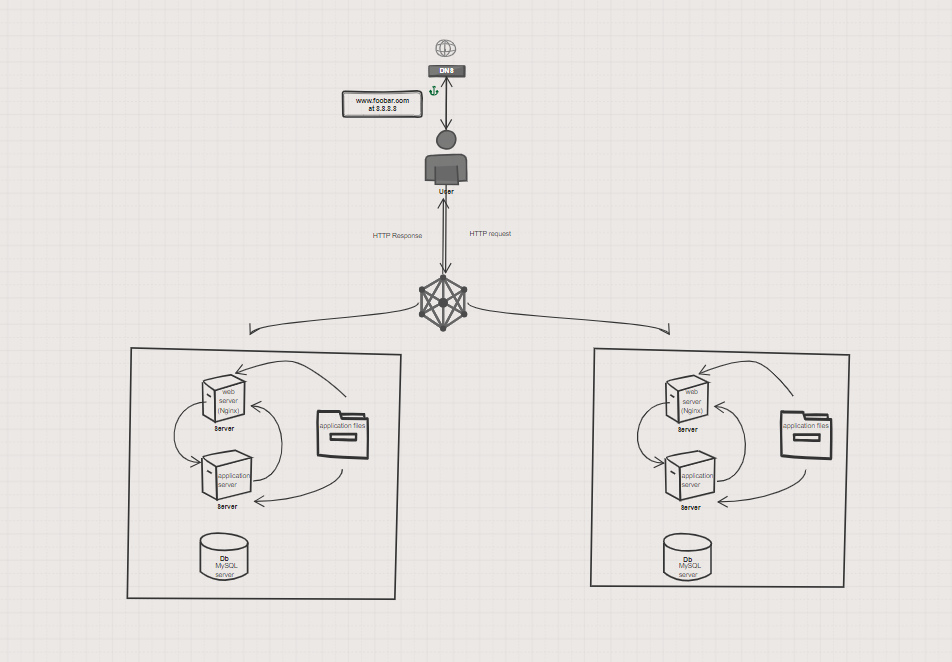 DNS
www.foobar.com
at 8.8.8.8
User
HTTP Response
HTTP request
web
server
(Nginx)
Server
application files
application
server
Server
Db
MySQL
server
web
server
(Nginx)
Server
application files
application
server
Server
Db
MySQL
server